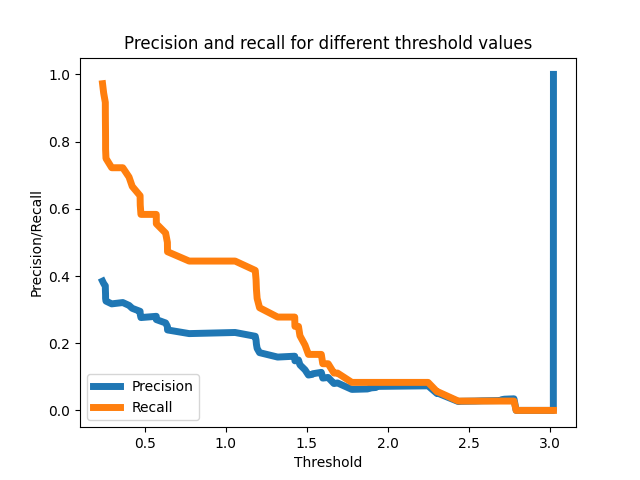 Precision and recall for different threshold values
1.0
0.8
0.6
0.4
0.2
0.0
Precision/Recall
Precision
Recall
0.5
1.0
1.5
2.0
2.5
3.0
Threshold